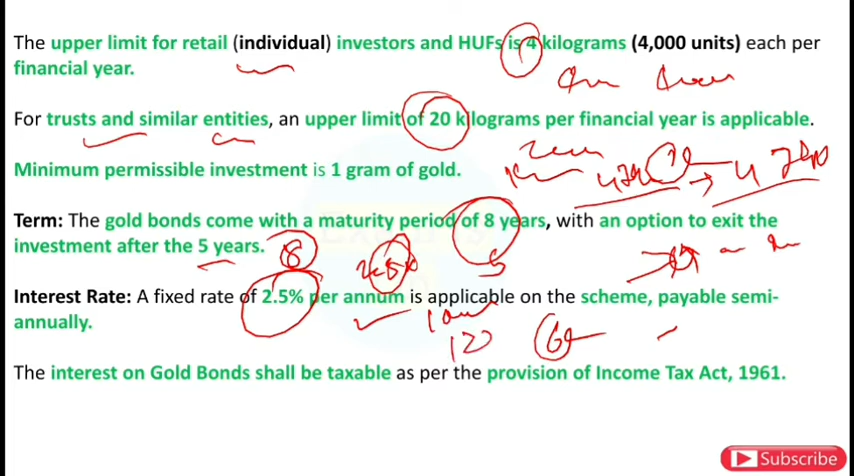 The upper limit for retail (individual) investors and HUFs is 4 kilograms (4,000 units) each per
financial year.
For trusts and similar entities, an upper limit of 20 kilograms per financial year is applicable.
Minimum permissible investment is 1 gram of gold.
Term: The gold bonds come with a maturity period of 8 years, with an option to exit the
investment after the 5 years.
8
5
Interest Rate: A fixed rate of 2.5% per annum is applicable on the scheme, payable semi-
annually.
The interest on Gold Bonds shall be taxable as per the provision of Income Tax Act, 1961.
Subscribe